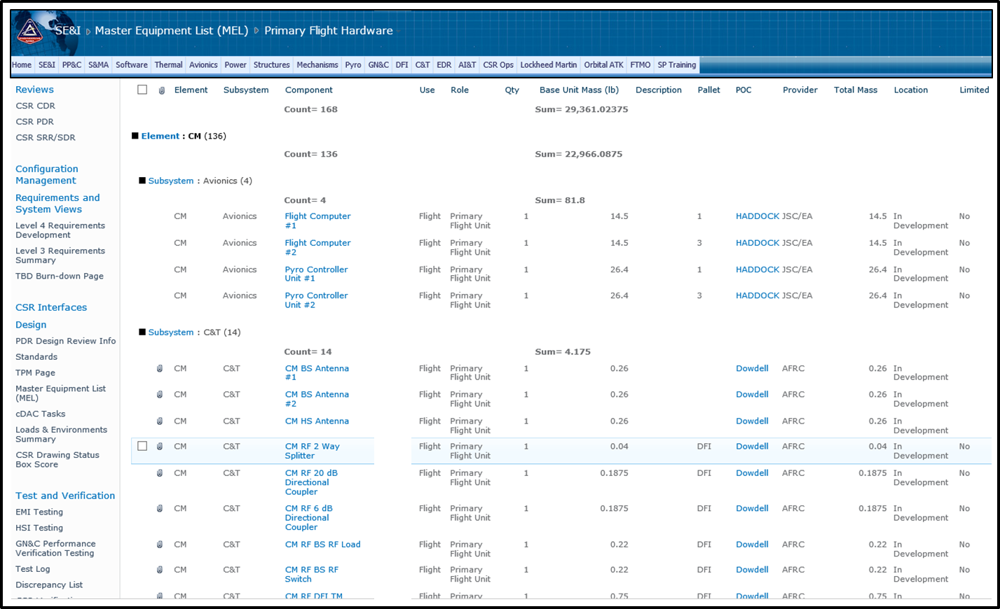 SE&I ▷ Master Equipment List (MEL) ▷ Primary Flight Hardware
Home SE&I PP&C S&MA Software Thermal Avionics Power Structures Mechanisms Pyro GN&C DFI C&T EDR AI&T CSR Ops Lockheed Martin Orbital ATK FTMO SP Training
Reviews
CSR CDR
CSR PDR
CSR SRR/SDR
Configuration
Management
Requirements and
System Views
Level 4 Requirements
Development
Level 3 Requirements
Summary
TBD Burn-down Page
CSR Interfaces
Design
PDR Design Review Info
Standards
TPM Page
Master Equipment List
(MEL)
cDAC Tasks
Loads & Environments
Summary
CSR Drawing Status
Box Score
Test and Verification
EMI Testing
HSI Testing
GN&C Performance
Verification Testing
Test Log
Discrepancy List
Element Subsystem Component Use Role Qty Base Unit Mass (lb) Description Pallet POC Provider Total Mass Location Limited
Count= 168 Sum= 29,361.02375
Element : CM (136)
Count= 136 Sum= 22,966.0875
Subsystem : Avionics (4)
Count= 4 Sum= 81.8
CM Avionics Flight Computer Flight Primary 1 14.5 1 HADDOCK JSC/EA 14.5 In No
#1 Flight Unit Development
CM Avionics Flight Computer Flight Primary 1 14.5 3 HADDOCK JSC/EA 14.5 In No
#2 Flight Unit Development
CM Avionics Pyro Controller Flight Primary 1 26.4 1 HADDOCK JSC/EA 26.4 In No
Unit #1 Flight Unit Development
CM Avionics Pyro Controller Flight Primary 1 26.4 3 HADDOCK JSC/EA 26.4 In No
Unit #2 Flight Unit Development
Subsystem : C&T (14)
Count= 14 Sum= 4.175
CM C&T CM BS Antenna Flight Primary 1 0.26 Dowdell AFRC 0.26 In
#1 Flight Unit Development
CM C&T CM BS Antenna Flight Primary 1 0.26 Dowdell AFRC 0.26 In
#2 Flight Unit Development
CM C&T CM HS Antenna Flight Primary 1 0.26 Dowdell AFRC 0.26 In
Flight Unit Development
CM C&T CM RF 2 Way Flight Primary 1 0.04 DFI Dowdell AFRC 0.04 In No
Splitter Flight Unit Development
CM C&T CM RF 20 dB Flight Primary 1 0.1875 DFI Dowdell AFRC 0.1875 In No
Directional Flight Unit Development
Coupler
CM C&T CM RF 6 dB Flight Primary 1 0.1875 DFI Dowdell AFRC 0.1875 In No
Directional Flight Unit Development
Coupler
CM C&T CM RF BS RF Load Flight Primary 1 0.22 DFI Dowdell AFRC 0.22 In No
Flight Unit Development
CM C&T CM RF BS RF Flight Primary 1 0.22 DFI Dowdell AFRC 0.22 In No
Switch Flight Unit Development
CM C&T CM RF DFI TM Flight Primary 1 0.75 DFI Dowdell AFRC 0.75 In No